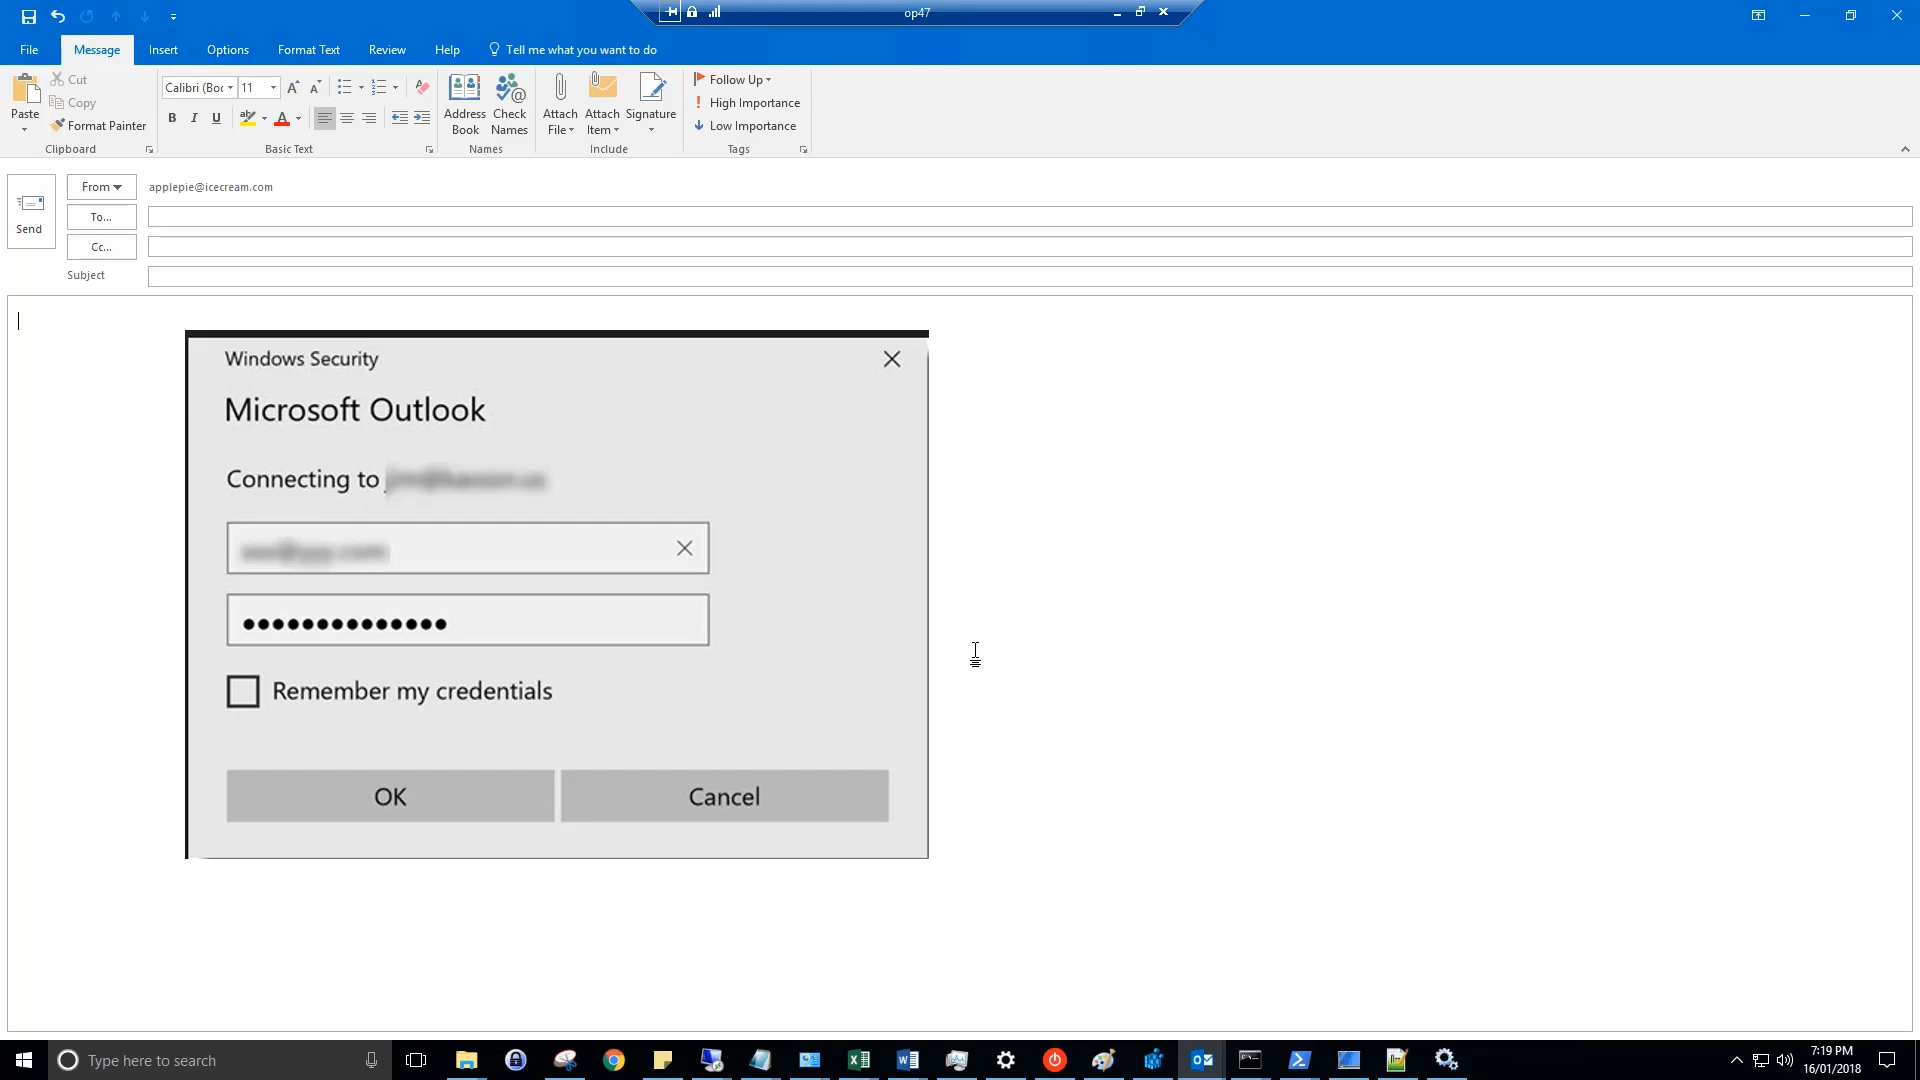 op47
File Message Insert Options Format Text Review Help Tell me what you want to do
Paste
Cut
Copy
Format Painter
Clipboard
Calibri (Boc 11
B I U
A
Basic Text
Address Book
Check Names
Names
Attach File
Attach Item
Signature
Include
Follow Up
High Importance
Low Importance
Tags
Send
From
applepie@icecream.com
To...
Cc...
Subject
Windows Security
Microsoft Outlook
Connecting to
Remember my credentials
OK
Cancel
Type here to search
7:19 PM
16/01/2018